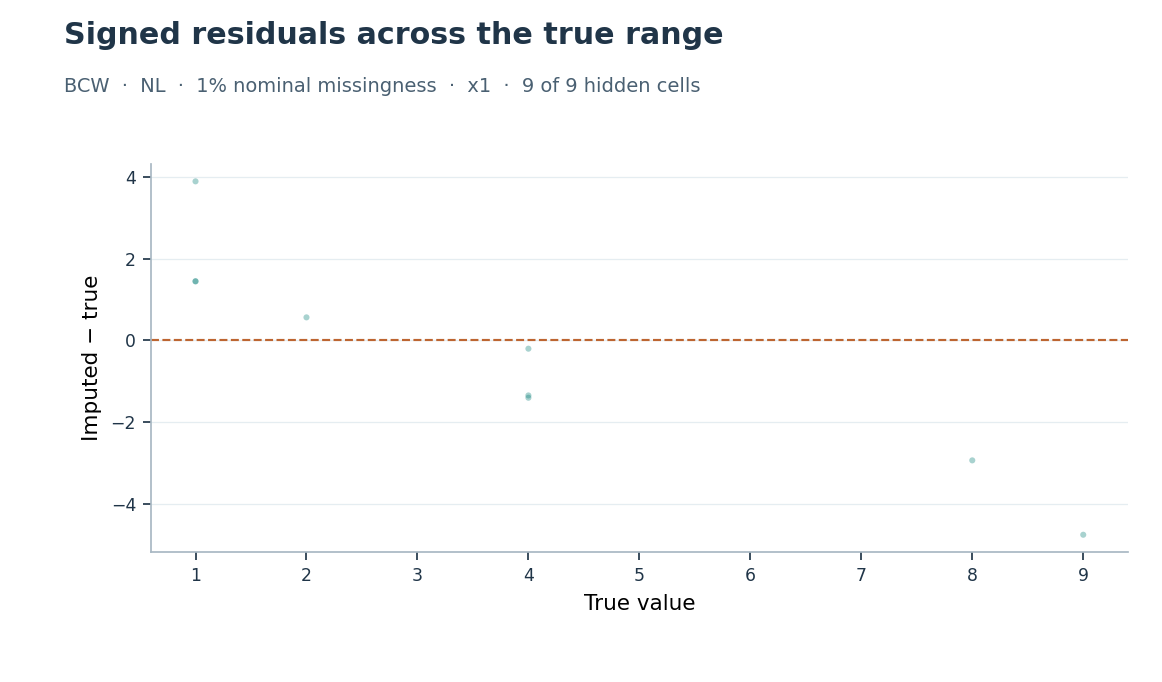 Signed residuals across the true range
BCW · NL · 1% nominal missingness · x1 · 9 of 9 hidden cells
Imputed − true
4
2
0
−2
−4
1 2 3 4 5 6 7 8 9
True value